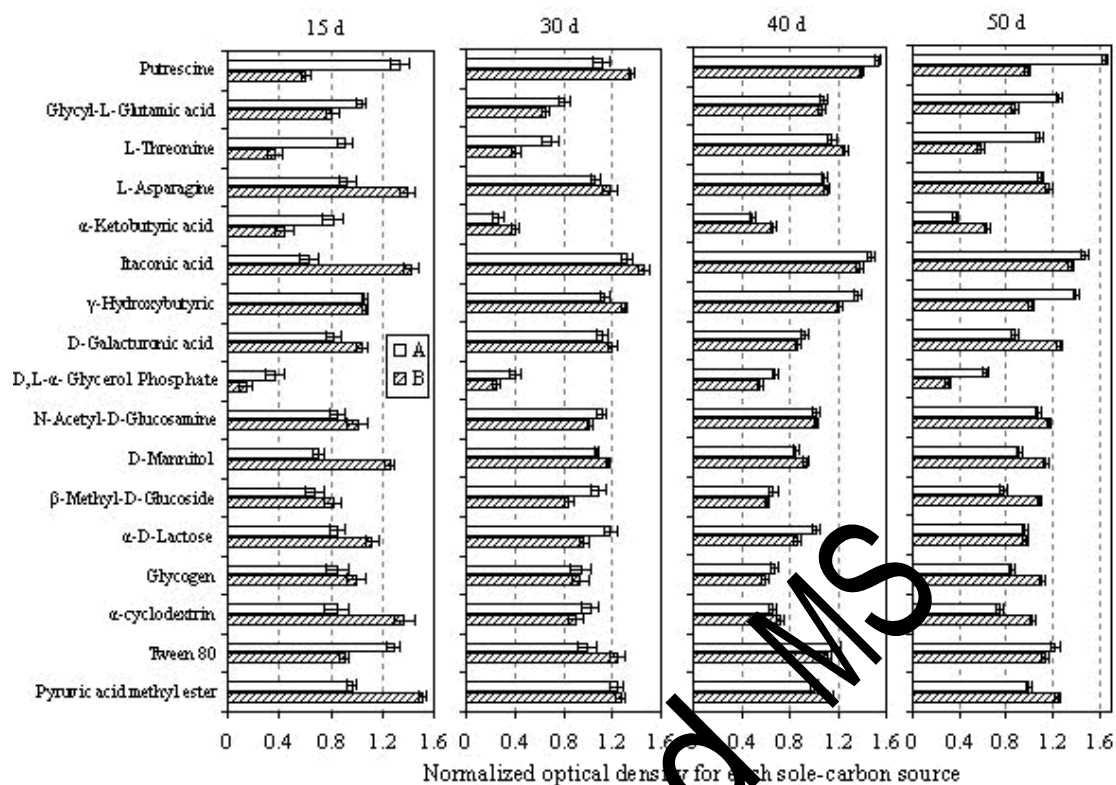 15 d 30 d 40 d 50 d
Putrescine
Glycyl-L-Glutamic acid
L-Threonine
L-Asparagine
α-Ketobutyric acid
Itaconic acid
γ-Hydroxybutyric
D-Galacturonic acid
A
B
D,L-α-Glycerol Phosphate
N-Acetyl-D-Glucosamine
D-Mannitol
β-Methyl-D-Glucoside
α-D-Lactose
Glycogen
α-cyclodextrin
Tween 80
Pyruvic acid methyl ester
0 0.4 0.8 1.2 1.6 0 0.4 0.8 1.2 1.6 0.4 0.8 1.2 1.6 0 0.4 0.8 1.2 1.6
Normalized optical density for sole-carbon source
d MS